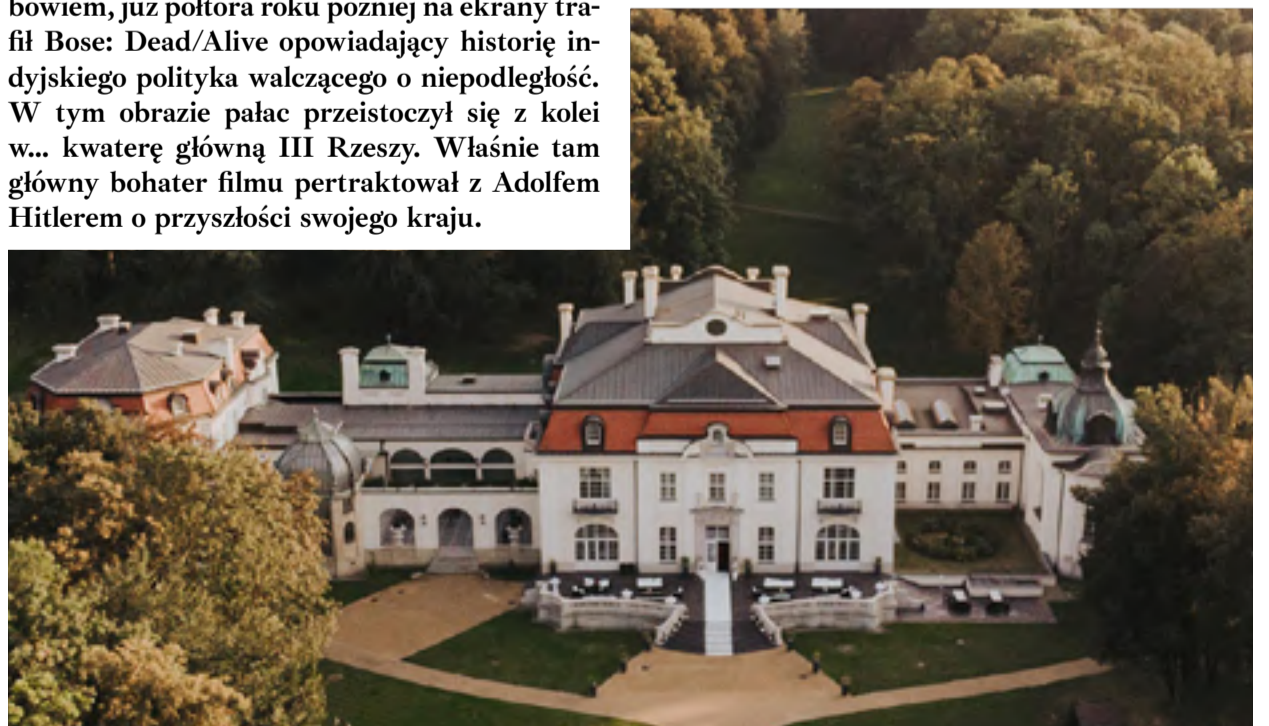 bowiem, już półtora roku później na ekrany tra-
fił Bose: Dead/Alive opowiadający historię in-
dyjskiego polityka walczącego o niepodległość.
W tym obrazie pałac przeistoczył się z kolei
w... kwaterę główną III Rzeszy. Właśnie tam
główny bohater filmu pertraktował z Adolfem
Hitlerem o przyszłości swojego kraju.